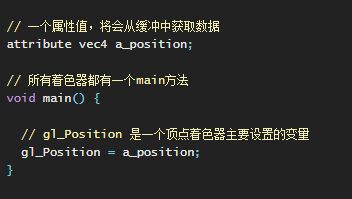 // 一个属性值，将会从缓冲中获取数据
attribute vec4 a_position;
// 所有着色器都有一个main方法
void main() {
// gl_Position 是一个顶点着色器主要设置的变量
gl_Position = a_position;
}